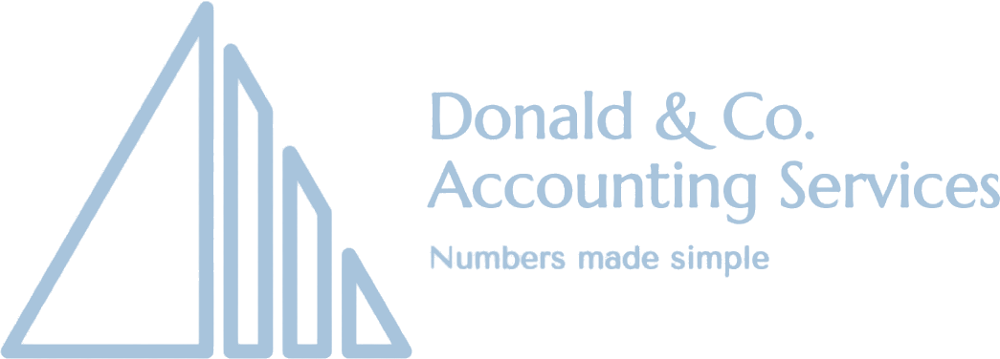 Donald & Co.
Accounting Services
Numbers made simple